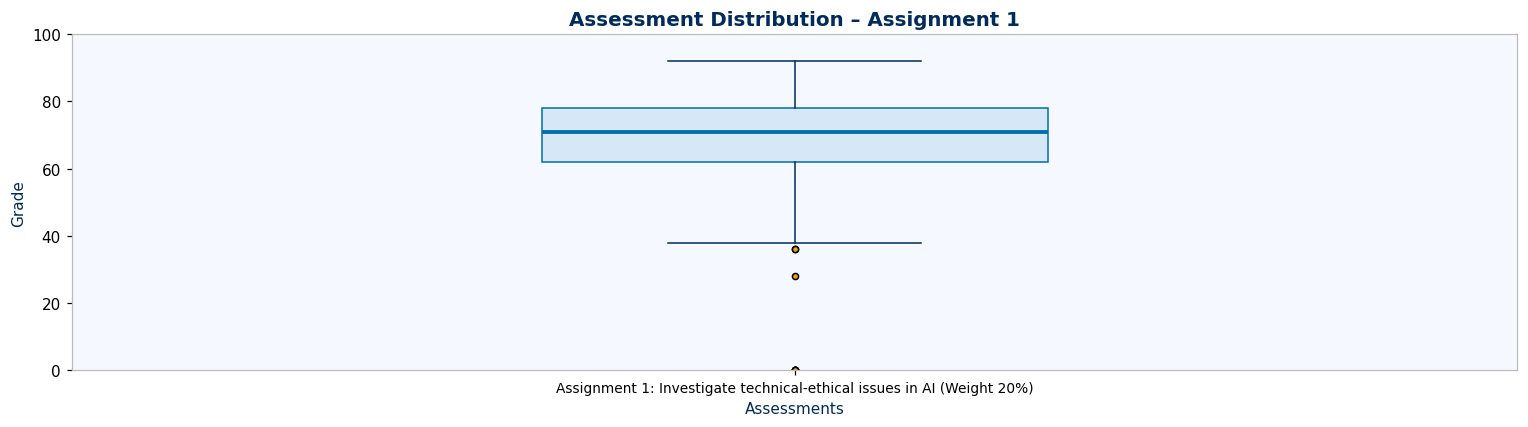 Assessment Distribution – Assignment 1
100
80
60
40
20
0
Grade
Assignment 1: Investigate technical-ethical issues in AI (Weight 20%)
Assessments